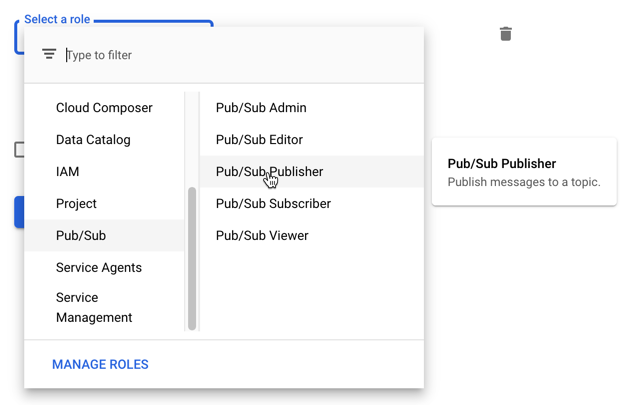 Select a role
Type to filter
Cloud Composer
Data Catalog
IAM
Project
Pub/Sub
Service Agents
Service
Management
Pub/Sub Admin
Pub/Sub Editor
Pub/Sub Publisher
Pub/Sub Subscriber
Pub/Sub Viewer
Pub/Sub Publisher
Publish messages to a topic.
MANAGE ROLES